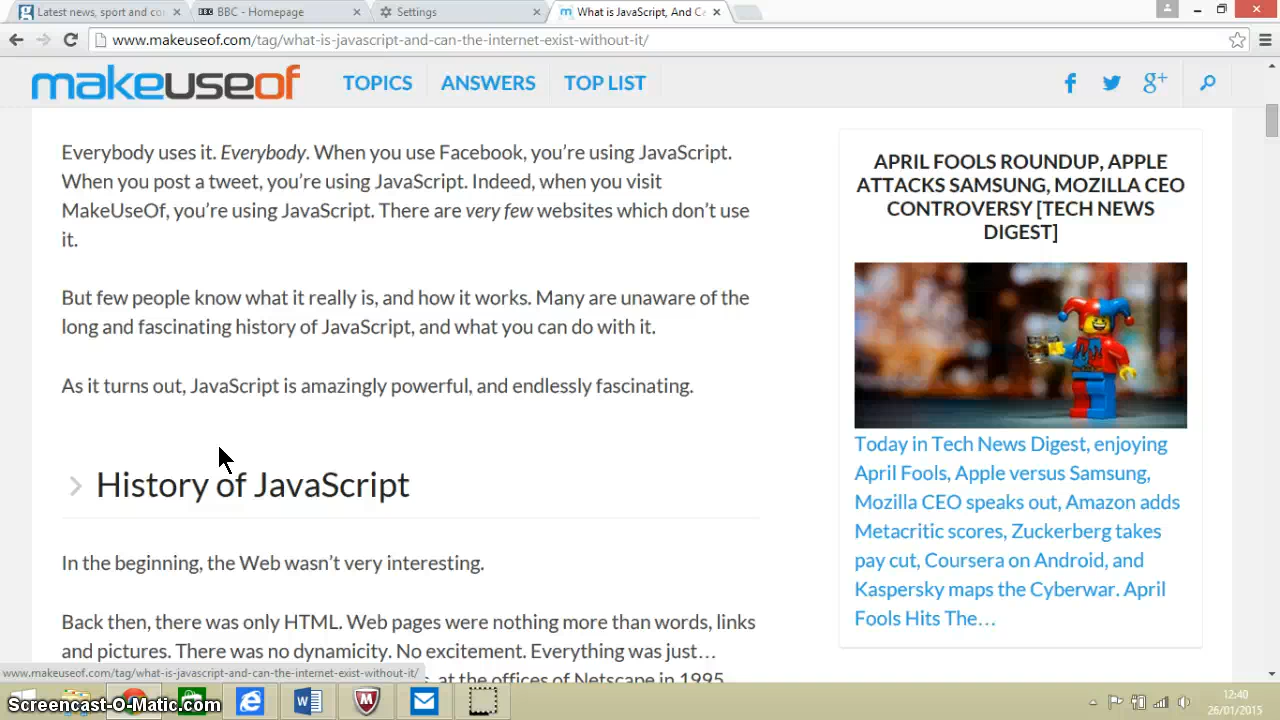 Latest news, sport and co
BBC - Homepage
Settings
What is JavaScript, And Ca
www.makeuseof.com/tag/what-is-javascript-and-can-the-internet-exist-without-it/
makeuseof
TOPICS
ANSWERS
TOP LIST
Everybody uses it. Everybody. When you use Facebook, you’re using JavaScript.
When you post a tweet, you’re using JavaScript. Indeed, when you visit
MakeUseOf, you’re using JavaScript. There are very few websites which don’t use
it.
But few people know what it really is, and how it works. Many are unaware of the
long and fascinating history of JavaScript, and what you can do with it.
As it turns out, JavaScript is amazingly powerful, and endlessly fascinating.
History of JavaScript
In the beginning, the Web wasn’t very interesting.
Back then, there was only HTML. Web pages were nothing more than words, links
and pictures. There was no dynamicity. No excitement. Everything was just…
at the offices of Netscape in 1995
APRIL FOOLS ROUNDUP, APPLE
ATTACKS SAMSUNG, MOZILLA CEO
CONTROVERSY [TECH NEWS
DIGEST]
Today in Tech News Digest, enjoying
April Fools, Apple versus Samsung,
Mozilla CEO speaks out, Amazon adds
Metacritic scores, Zuckerberg takes
pay cut, Coursera on Android, and
Kaspersky maps the Cyberwar. April
Fools Hits The…
www.makeuseof.com/tag/what-is-javascript-and-can-the-internet-exist-without-it/
Screencast-O-Matic.com
12:40
26/01/2015